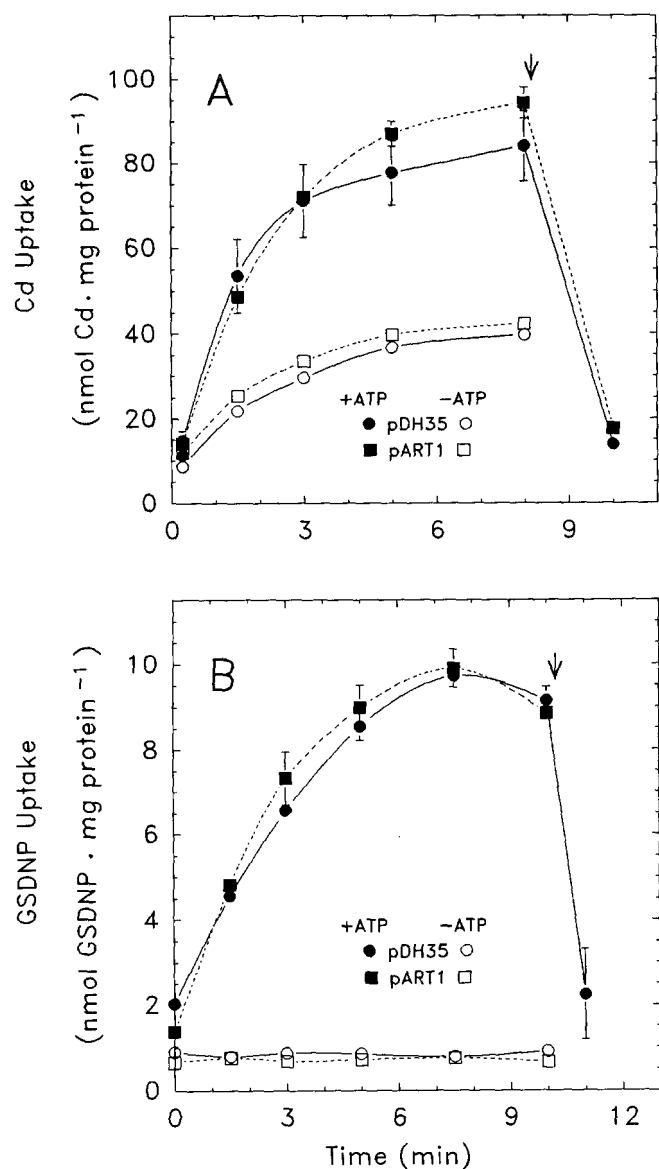 A
Cd Uptake
(nmol Cd · mg protein⁻¹)
100
80
60
40
20
0
+ATP −ATP
● pDH35 ○
■ pART1 □
0 3 6 9
B
GSDNP Uptake
(nmol GSDNP · mg protein⁻¹)
10
8
6
4
2
0
+ATP −ATP
● pDH35 ○
■ pART1 □
0 3 6 9 12
Time (min)